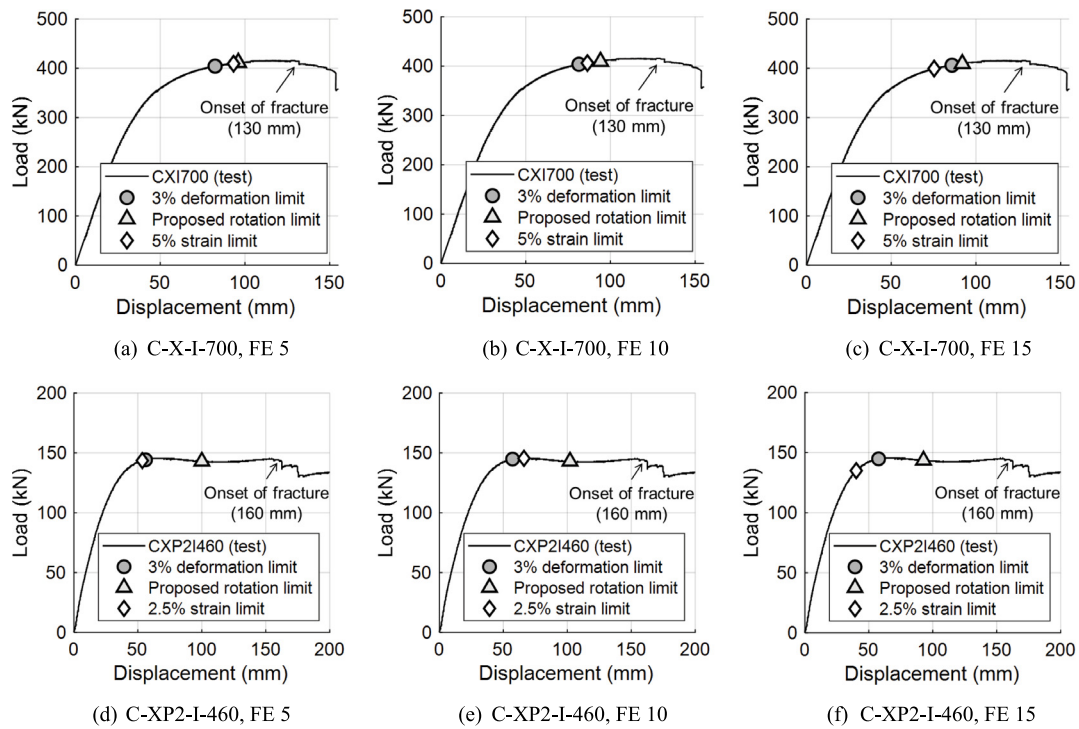 500
400
300
200
100
0
Load (kN)
Onset of fracture
(130 mm)
CXI700 (test)
3% deformation limit
Proposed rotation limit
5% strain limit
0
50
100
150
Displacement (mm)
(a) C-X-I-700, FE 5
500
400
300
200
100
0
Load (kN)
Onset of fracture
(130 mm)
CXI700 (test)
3% deformation limit
Proposed rotation limit
5% strain limit
0
50
100
150
Displacement (mm)
(b) C-X-I-700, FE 10
500
400
300
200
100
0
Load (kN)
Onset of fracture
(130 mm)
CXI700 (test)
3% deformation limit
Proposed rotation limit
5% strain limit
0
50
100
150
Displacement (mm)
(c) C-X-I-700, FE 15
200
150
100
50
0
Load (kN)
Onset of fracture
(160 mm)
CXP2I460 (test)
3% deformation limit
Proposed rotation limit
2.5% strain limit
0
50
100
150
200
Displacement (mm)
(d) C-XP2-I-460, FE 5
200
150
100
50
0
Load (kN)
Onset of fracture
(160 mm)
CXP2I460 (test)
3% deformation limit
Proposed rotation limit
2.5% strain limit
0
50
100
150
200
Displacement (mm)
(e) C-XP2-I-460, FE 10
200
150
100
50
0
Load (kN)
Onset of fracture
(160 mm)
CXP2I460 (test)
3% deformation limit
Proposed rotation limit
2.5% strain limit
0
50
100
150
200
Displacement (mm)
(f) C-XP2-I-460, FE 15